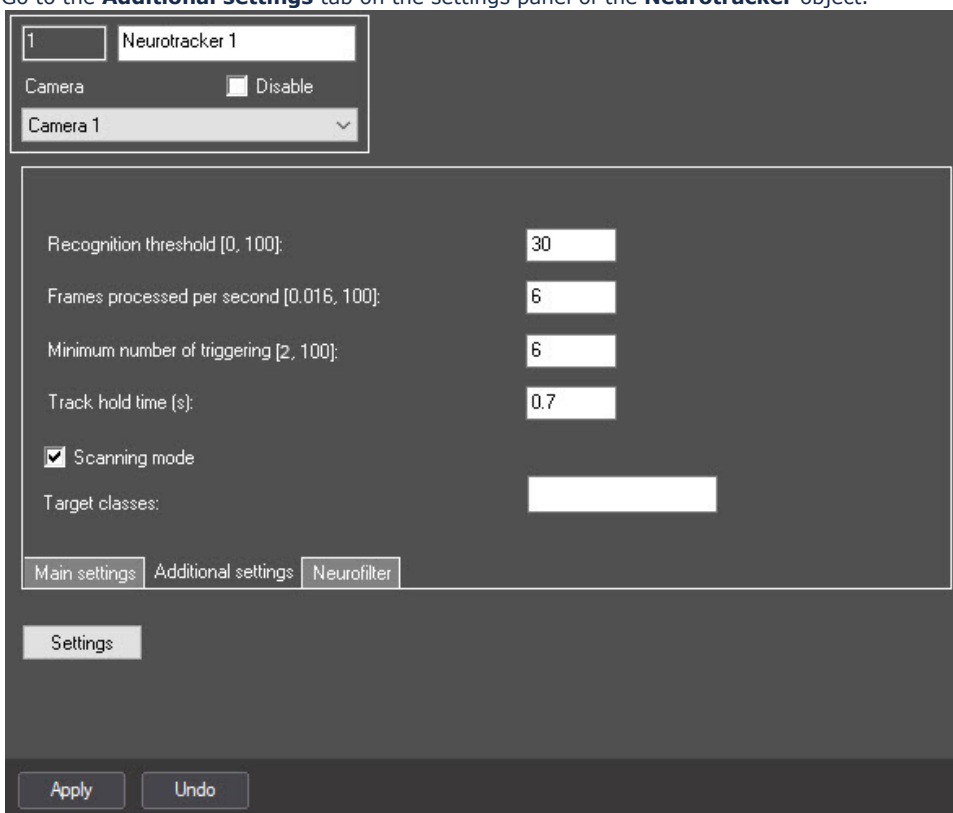 Go to the Additional settings tab on the settings panel of the Neurotracker object.
1 Neurotracker 1
Camera Disable
Camera 1
Recognition threshold [0, 100]: 30
Frames processed per second [0.016, 100]: 6
Minimum number of triggering [2, 100]: 6
Track hold time (s): 0.7
Scanning mode
Target classes:
Main settings Additional settings Neurofilter
Settings
Apply Undo